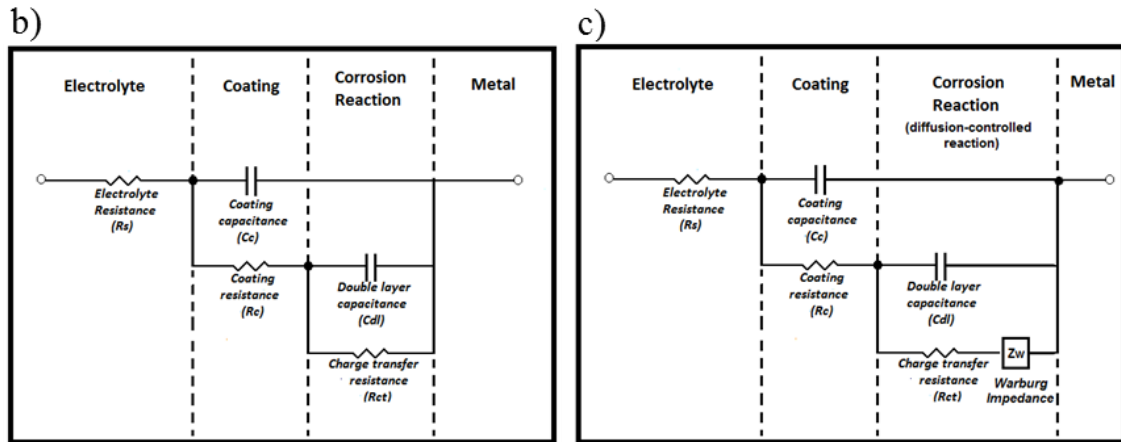 b)
Electrolyte
Coating
Corrosion
Reaction
Metal
Electrolyte
Resistance
(Rs)
Coating
capacitance
(Cc)
Coating
resistance
(Rc)
Double layer
capacitance
(Cdl)
Charge transfer
resistance
(Rct)
c)
Electrolyte
Coating
Corrosion
Reaction
(diffusion-controlled
reaction)
Metal
Electrolyte
Resistance
(Rs)
Coating
capacitance
(Cc)
Coating
resistance
(Rc)
Double layer
capacitance
(Cdl)
Charge transfer
resistance
(Rct)
Zw
Warburg
Impedance